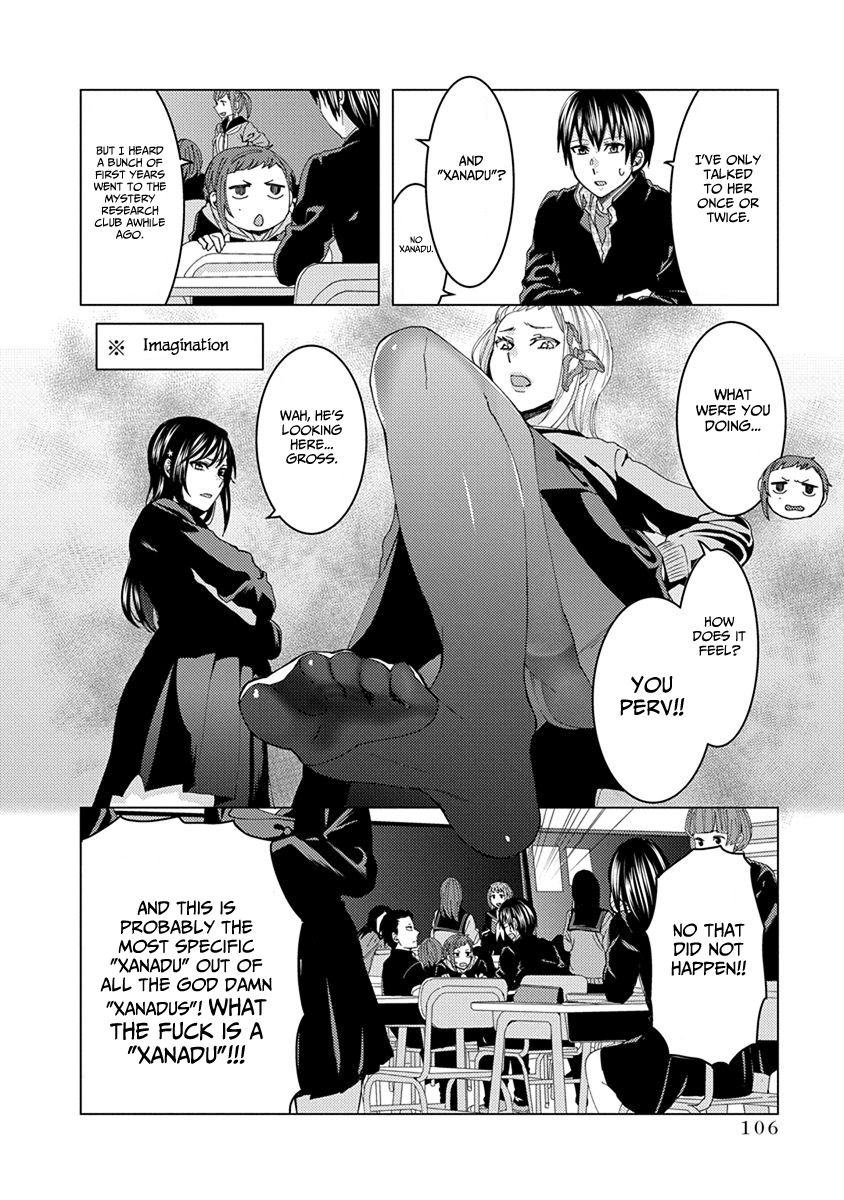 I'VE ONLY
TALKED
TO HER
ONCE OR
TWICE.
AND
"XANADU"?
NO
XANADU.
BUT I HEARD
A BUNCH OF
FIRST YEARS
WENT TO THE
MYSTERY
RESEARCH
CLUB AWHILE
AGO.
※ Imagination
WHAT
WERE YOU
DOING...
WAH, HE'S
LOOKING
HERE...
GROSS.
HOW
DOES IT
FEEL?
YOU
PERV!!
NO THAT
DID NOT
HAPPEN!!
AND THIS IS
PROBABLY THE
MOST SPECIFIC
"XANADU" OUT OF
ALL THE GOD DAMN
"XANADUS"! WHAT
THE FUCK IS A
"XANADU"!!!
106